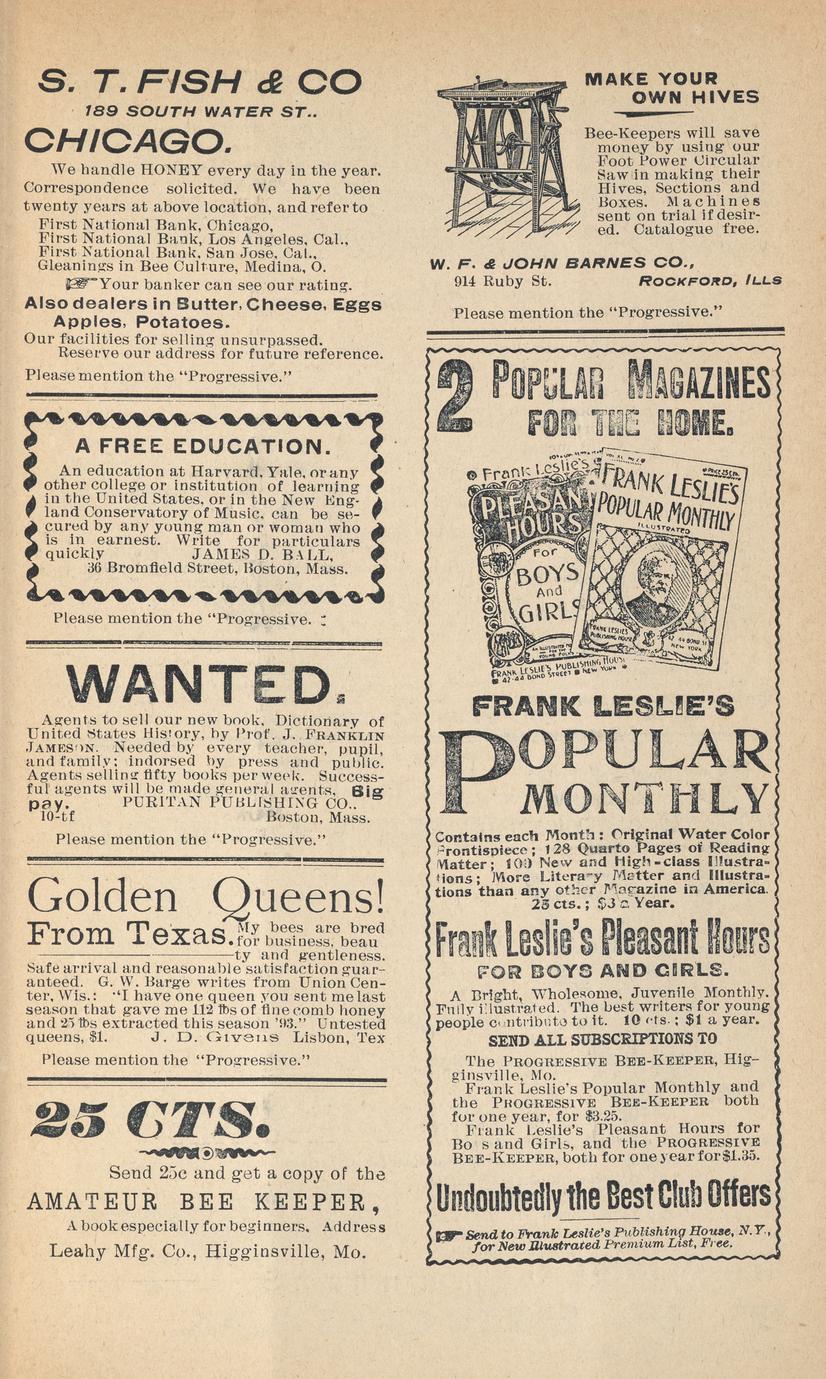 S. T. FISH & CO
189 SOUTH WATER ST..
CHICAGO.
We handle HONEY every day in the year.
Correspondence solicited. We have been
twenty years at above location, and refer to
First National Bank, Chicago,
First National Bank, Los Angeles, Cal.,
First National Bank, San Jose, Cal.,
Gleanings in Bee Culture, Medina, O.
☞Your banker can see our rating.
Also dealers in Butter, Cheese, Eggs
Apples, Potatoes.
Our facilities for selling unsurpassed.
Reserve our address for future reference.
Please mention the "Progressive."
A FREE EDUCATION.
An education at Harvard, Yale, or any
other college or institution of learning
in the United States, or in the New Eng-
land Conservatory of Music, can be se-
cured by any young man or woman who
is in earnest. Write for particulars
quickly JAMES D. BALL,
36 Bromfield Street, Boston, Mass.
Please mention the "Progressive.
WANTED.
Agents to sell our new book, Dictionary of
United States History, by Prof. J. FRANKLIN
JAMESON. Needed by every teacher, pupil,
and family; indorsed by press and public.
Agents selling fifty books per week. Success-
ful agents will be made general agents. Big
pay. PURITAN PUBLISHING CO..
10-tf Boston, Mass.
Please mention the "Progressive."
Golden Queens!
From Texas. My bees are bred
for business, beau
ty and gentleness.
Safe arrival and reasonable satisfaction guar-
anteed. G. W. Barge writes from Union Cen-
ter, Wis.: "I have one queen you sent me last
season that gave me 112 lbs of fine comb honey
and 25 lbs extracted this season '93." Untested
queens, $1. J. D. Givens Lisbon, Tex
Please mention the "Progressive."
25 CTS.
Send 25c and get a copy of the
AMATEUR BEE KEEPER,
A book especially for beginners. Address
Leahy Mfg. Co., Higginsville, Mo.
MAKE YOUR
OWN HIVES
Bee-Keepers will save
money by using our
Foot Power Circular
Saw in making their
Hives, Sections and
Boxes. Machines
sent on trial if desir-
ed. Catalogue free.
W. F. & JOHN BARNES CO.,
914 Ruby St. ROCKFORD, ILLS
Please mention the "Progressive."
2 POPULAR MAGAZINES
FOR THE HOME.
Frank Leslie's
PLEASANT
HOURS
For
BOYS
And
GIRLS
FRANK LESLIE'S PUBLISHING HOUSE
42-44 BOND STREET NEW YORK
FRANK LESLIE'S
POPULAR MONTHLY
ILLUSTRATED
FRANK LESLIE'S
PUBLISHING HOUSE
44 BOND ST
NEW YORK
FRANK LESLIE'S
POPULAR
MONTHLY
Contains each Month: Original Water Color
Frontispiece; 128 Quarto Pages of Reading
Matter; 100 New and High-class Illustra-
tions; More Literary Matter and Illustra-
tions than any other Magazine in America.
25 cts.; $3 a Year.
Frank Leslie's Pleasant Hours
FOR BOYS AND GIRLS.
A Bright, Wholesome, Juvenile Monthly.
Fully illustrated. The best writers for young
people contribute to it. 10 cts.; $1 a year.
SEND ALL SUBSCRIPTIONS TO
The PROGRESSIVE BEE-KEEPER, Hig-
ginsville, Mo.
Frank Leslie's Popular Monthly and
the PROGRESSIVE BEE-KEEPER both
for one year, for $3.25.
Frank Leslie's Pleasant Hours for
Bo s and Girls, and the PROGRESSIVE
BEE-KEEPER, both for one year for $1.35.
Undoubtedly the Best Club Offers
☞ Send to Frank Leslie's Publishing House, N.Y.,
for New Illustrated Premium List, Free.